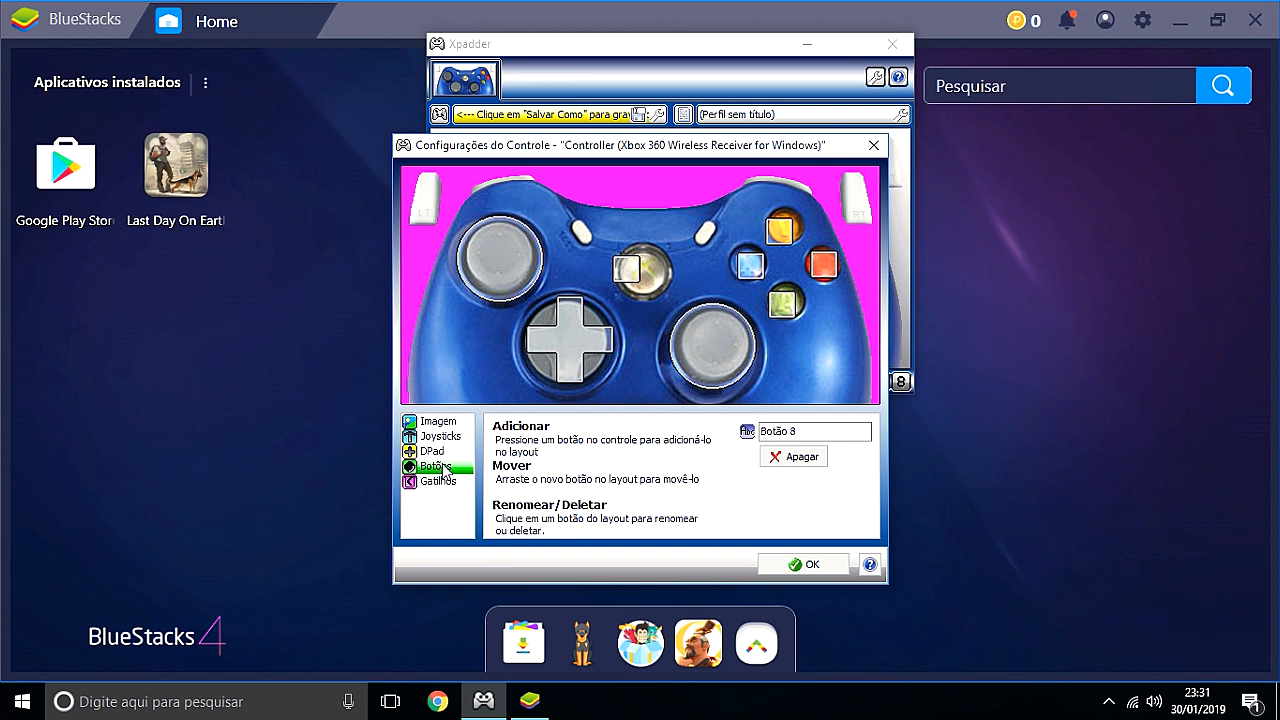 BlueStacks
Home
0
Aplicativos instalados
Google Play Stor
Last Day On Eart
Pesquisar
Xpadder
<--- Clique em "Salvar Como" para grav
(Perfil sem título)
Configurações do Controle - "Controller (Xbox 360 Wireless Receiver for Windows)"
LT
RT
8
Imagem
Joysticks
DPad
Botões
Gatilhos
Adicionar
Pressione um botão no controle para adicioná-lo
no layout
Mover
Arraste o novo botão no layout para movê-lo
Renomear/Deletar
Clique em um botão do layout para renomear
ou deletar.
Abc
Botão 8
Apagar
OK
BlueStacks 4
Digite aqui para pesquisar
23:31
30/01/2019
1